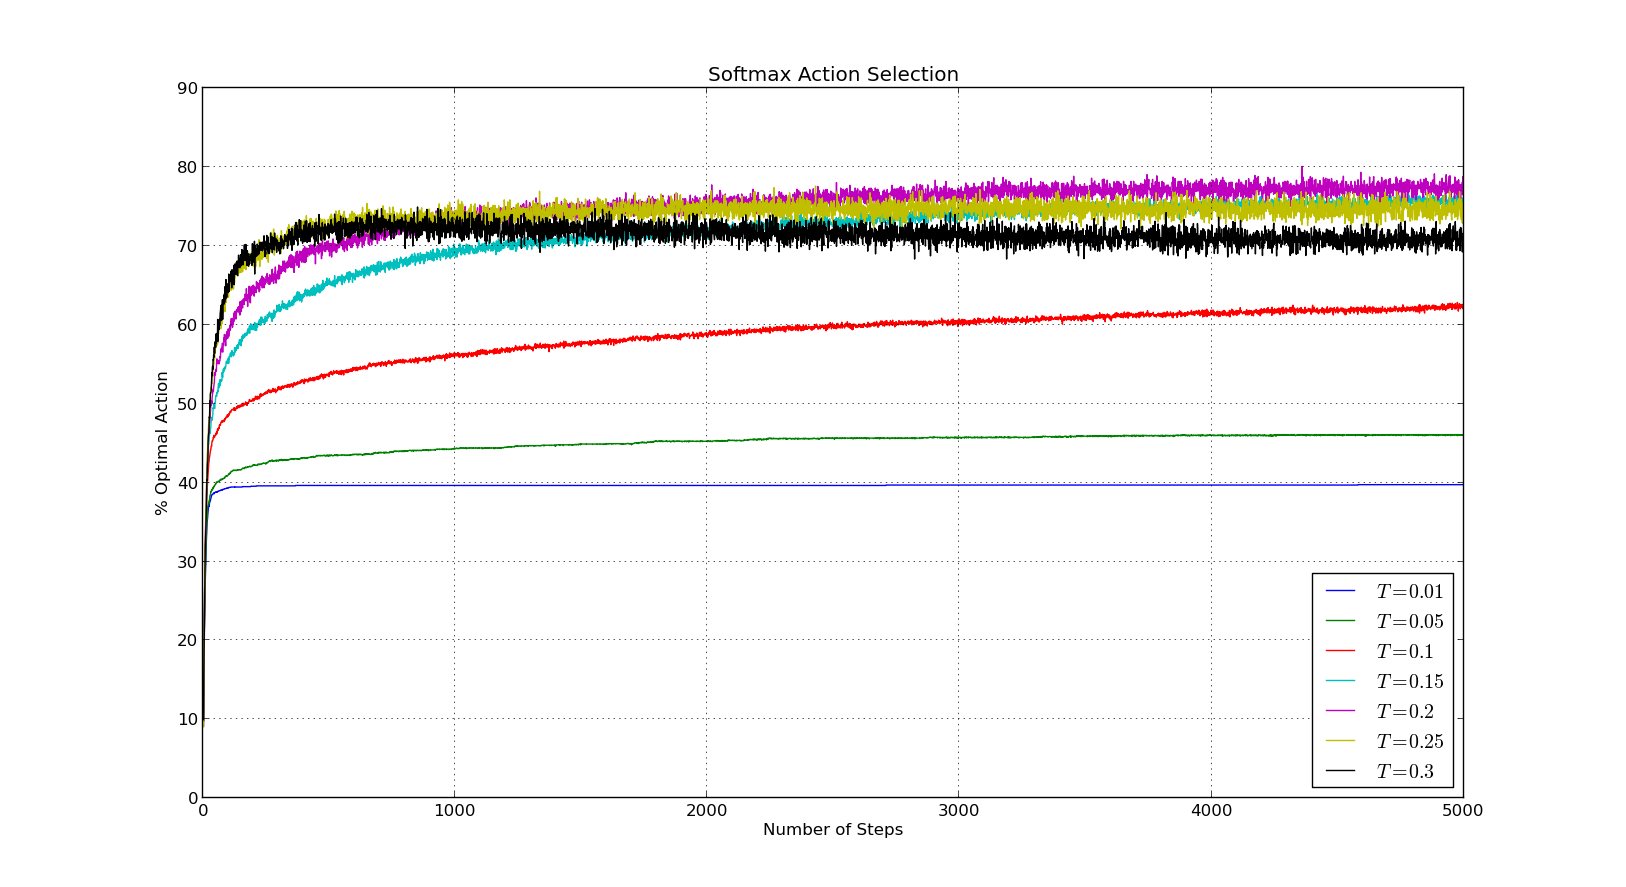 Softmax Action Selection
90
80
70
60
50
40
30
20
10
0
% Optimal Action
0 1000 2000 3000 4000 5000
Number of Steps
T=0.01
T=0.05
T=0.1
T=0.15
T=0.2
T=0.25
T=0.3